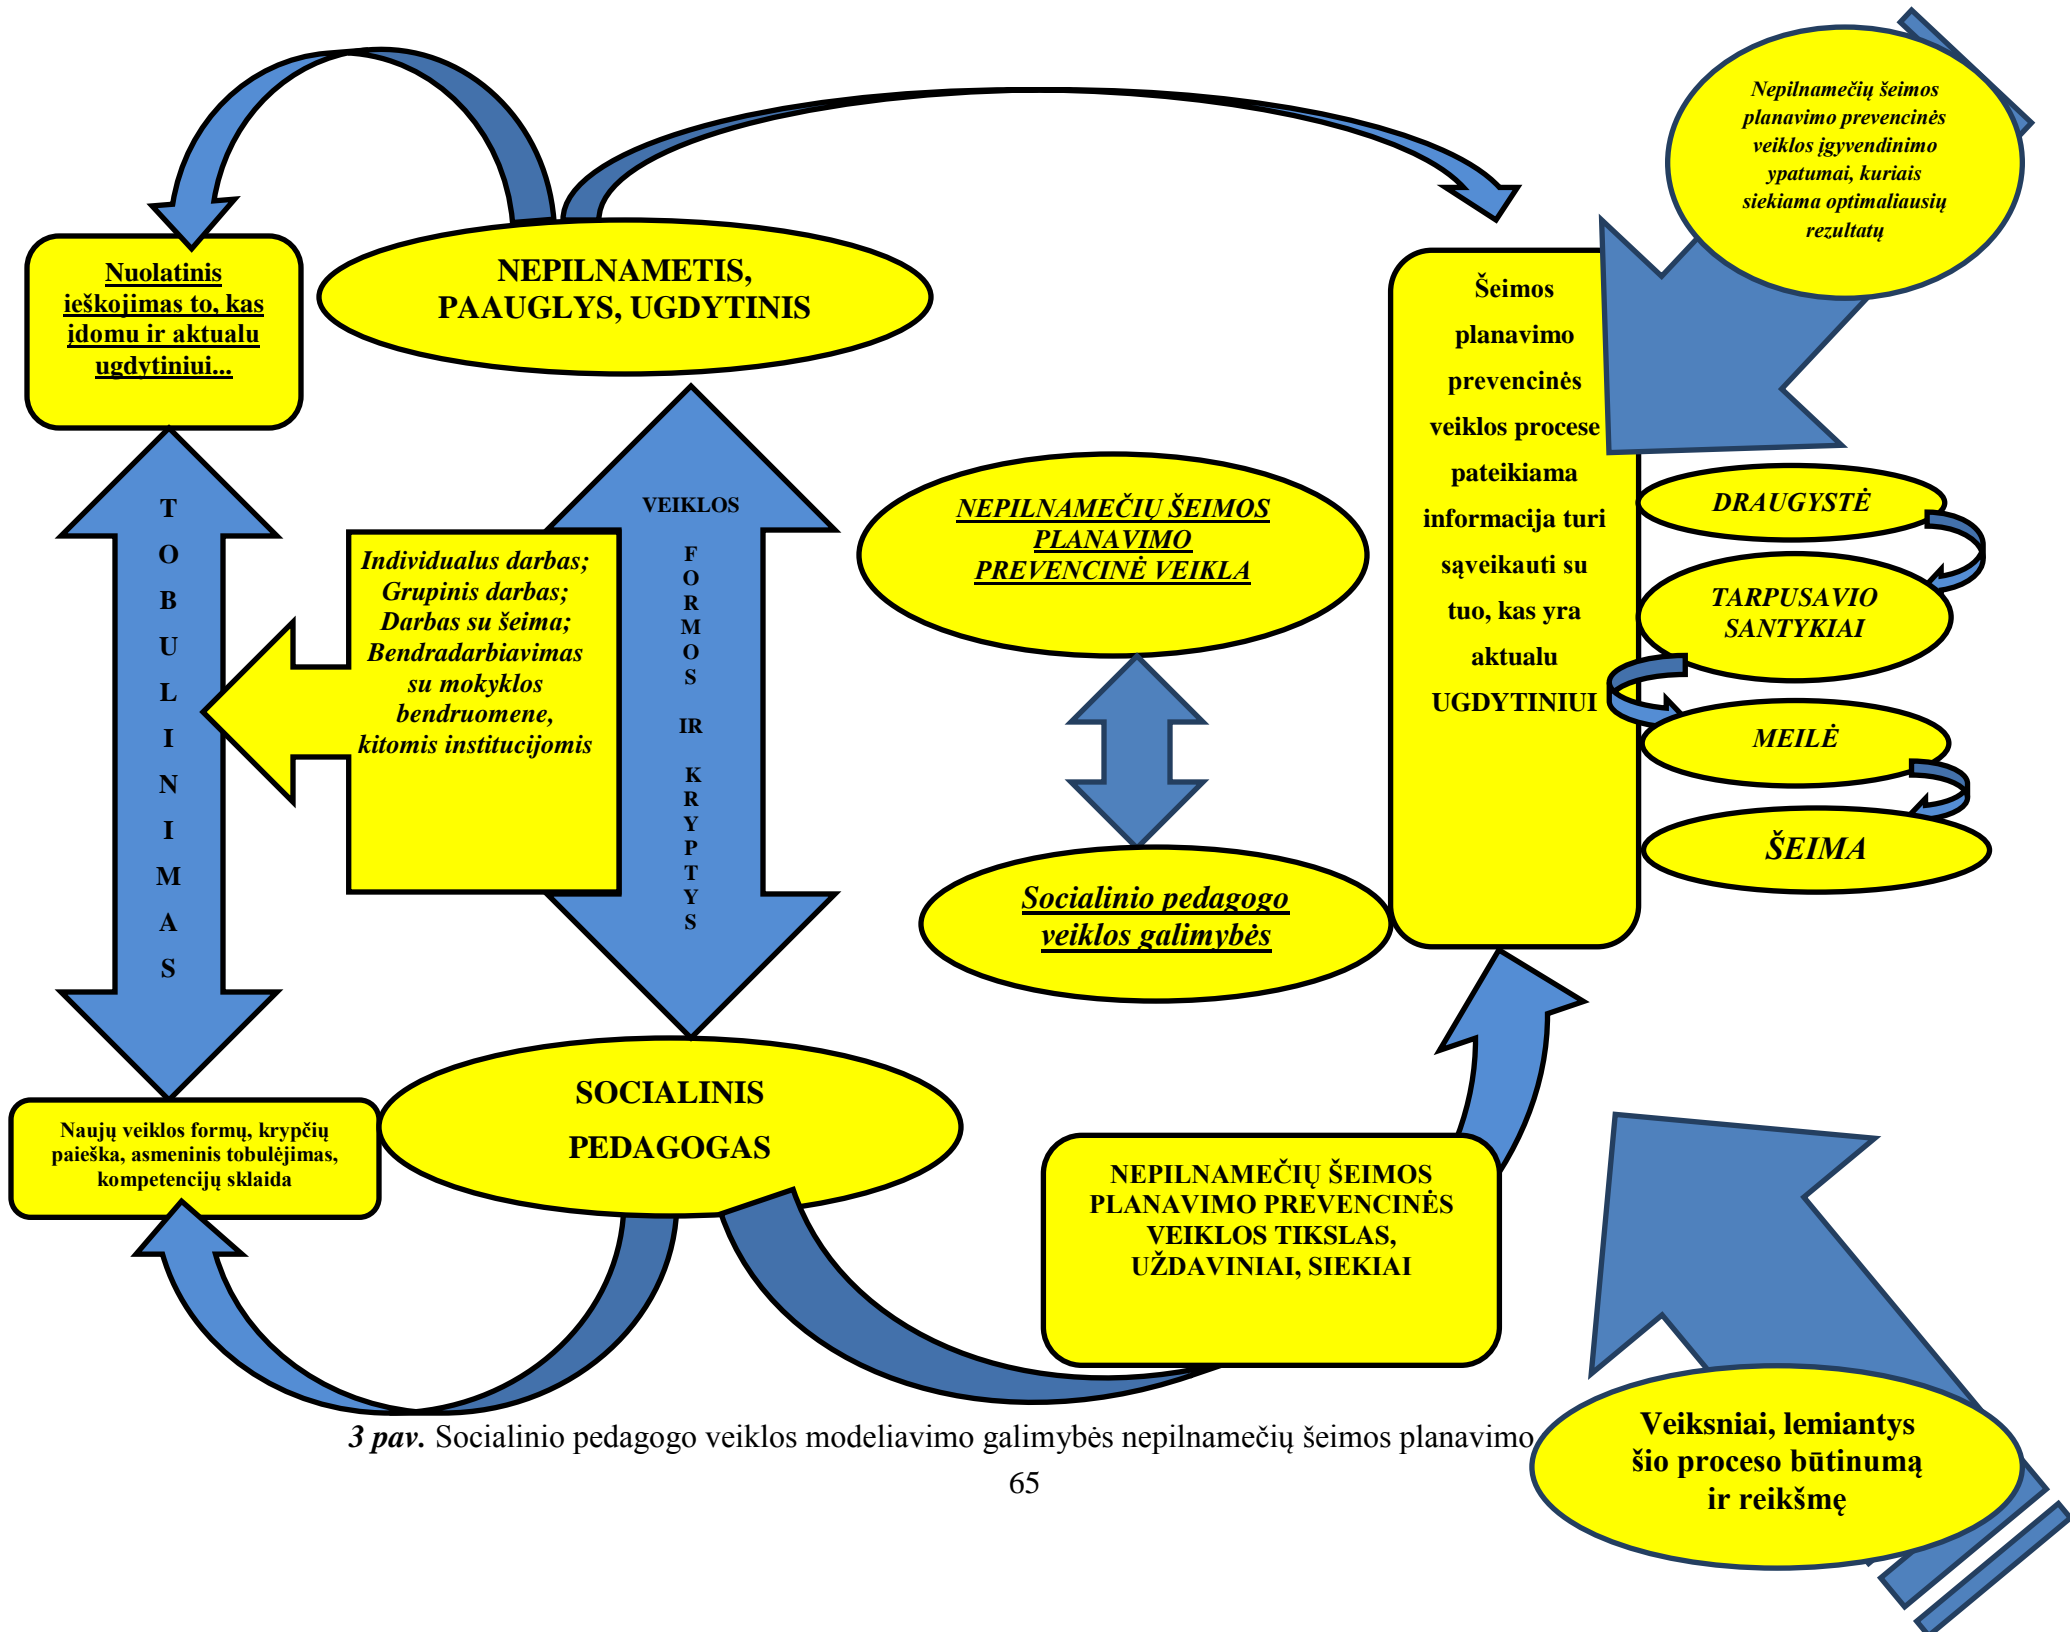 Nepilnamečių šeimos
planavimo prevencinės
veiklos įgyvendinimo
ypatumai, kuriais
siekiama optimaliausių
rezultatų
Nuolatinis
ieškojimas to, kas
įdomu ir aktualu
ugdytiniui...
NEPILNAMETIS,
PAAUGLYS, UGDYTINIS
Šeimos
planavimo
prevencinės
veiklos procese
pateikiama
informacija turi
sąveikauti su
tuo, kas yra
aktualu
UGDYTINIUI
TOBULINIMAS
Individualus darbas;
Grupinis darbas;
Darbas su šeima;
Bendradarbiavimas
su mokyklos
bendruomene,
kitomis institucijomis
VEIKLOS
FORMOS
IR
KRYPTYS
NEPILNAMEČIŲ ŠEIMOS
PLANAVIMO
PREVENCINĖ VEIKLA
DRAUGYSTĖ
TARPUSAVIO
SANTYKIAI
MEILĖ
ŠEIMA
Socialinio pedagogo
veiklos galimybės
SOCIALINIS
PEDAGOGAS
Naujų veiklos formų, krypčių
paieška, asmeninis tobulėjimas,
kompetencijų sklaida
NEPILNAMEČIŲ ŠEIMOS
PLANAVIMO PREVENCINĖS
VEIKLOS TIKSLAS,
UŽDAVINIAI, SIEKIAI
Veiksniai, lemiantys
šio proceso būtinumą
ir reikšmę
3 pav. Socialinio pedagogo veiklos modeliavimo galimybės nepilnamečių šeimos planavimo
65